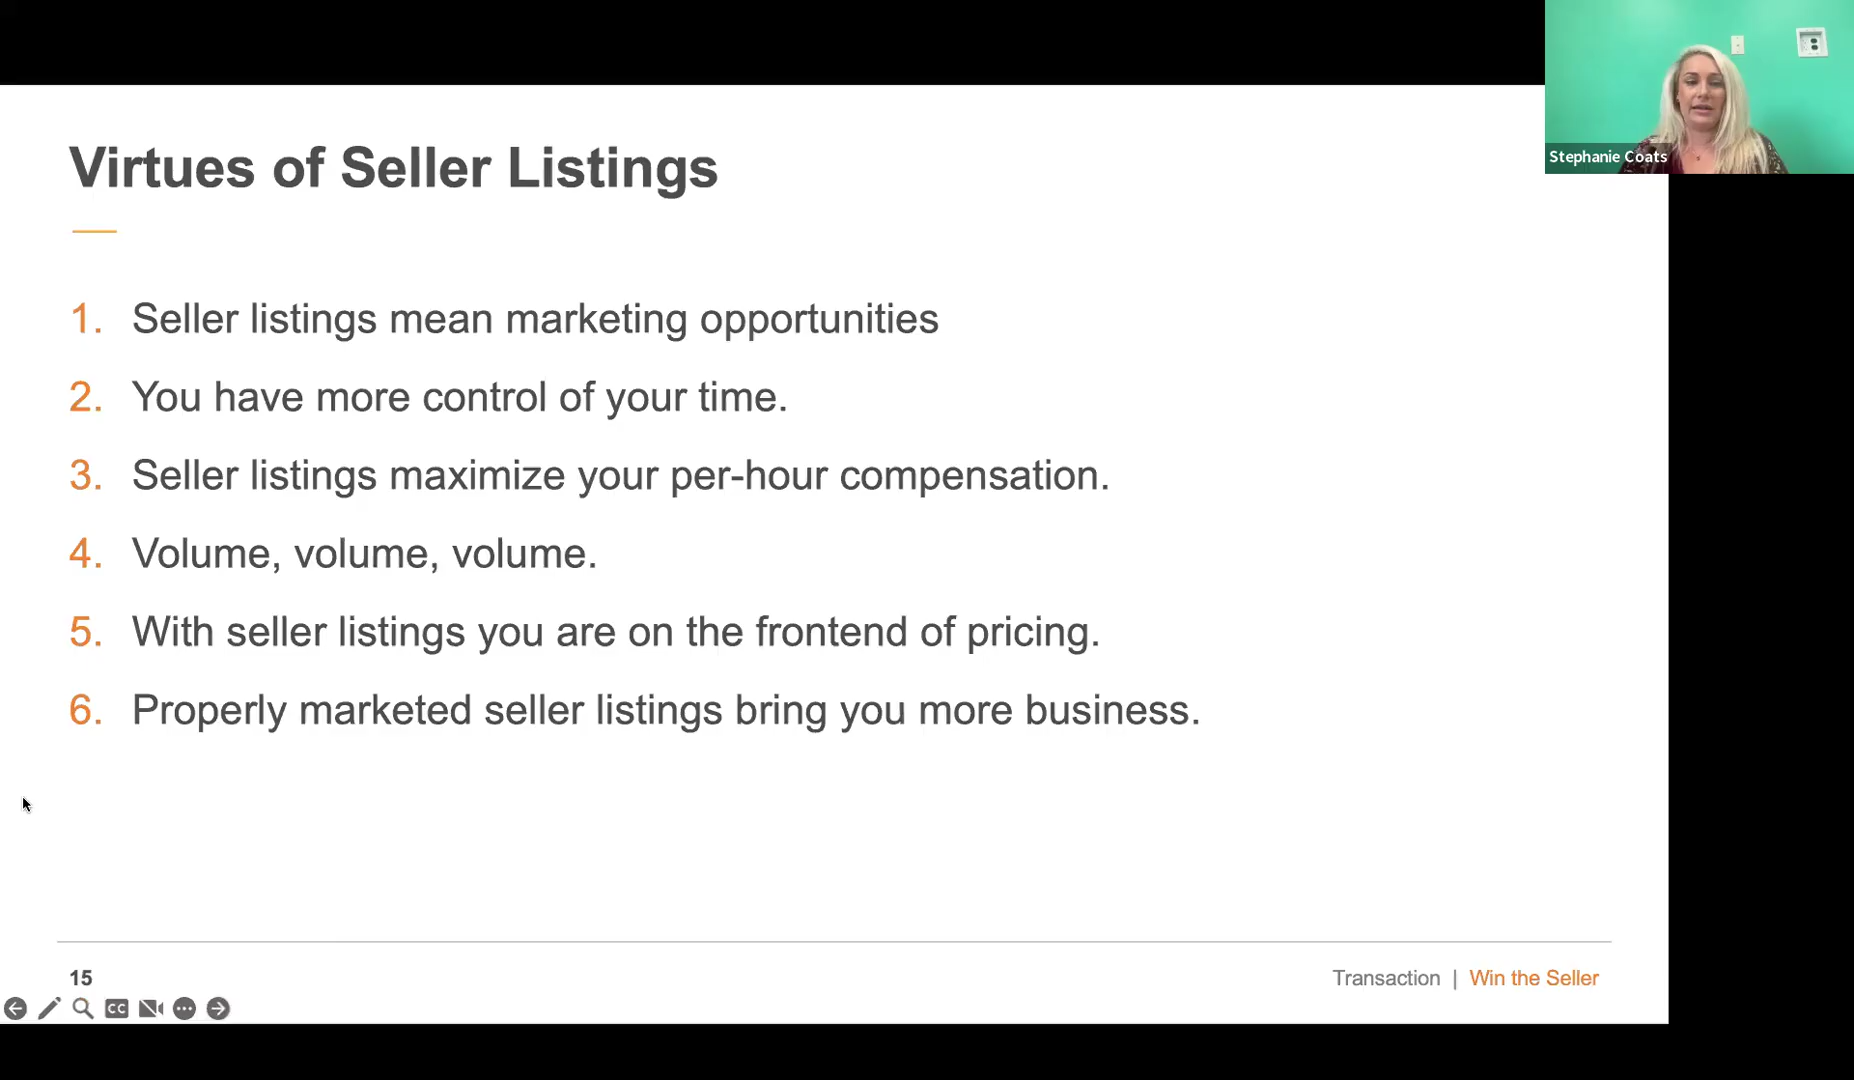 Stephanie Coats
Virtues of Seller Listings
1. Seller listings mean marketing opportunities
2. You have more control of your time.
3. Seller listings maximize your per-hour compensation.
4. Volume, volume, volume.
5. With seller listings you are on the frontend of pricing.
6. Properly marketed seller listings bring you more business.
15
Transaction | Win the Seller
CC